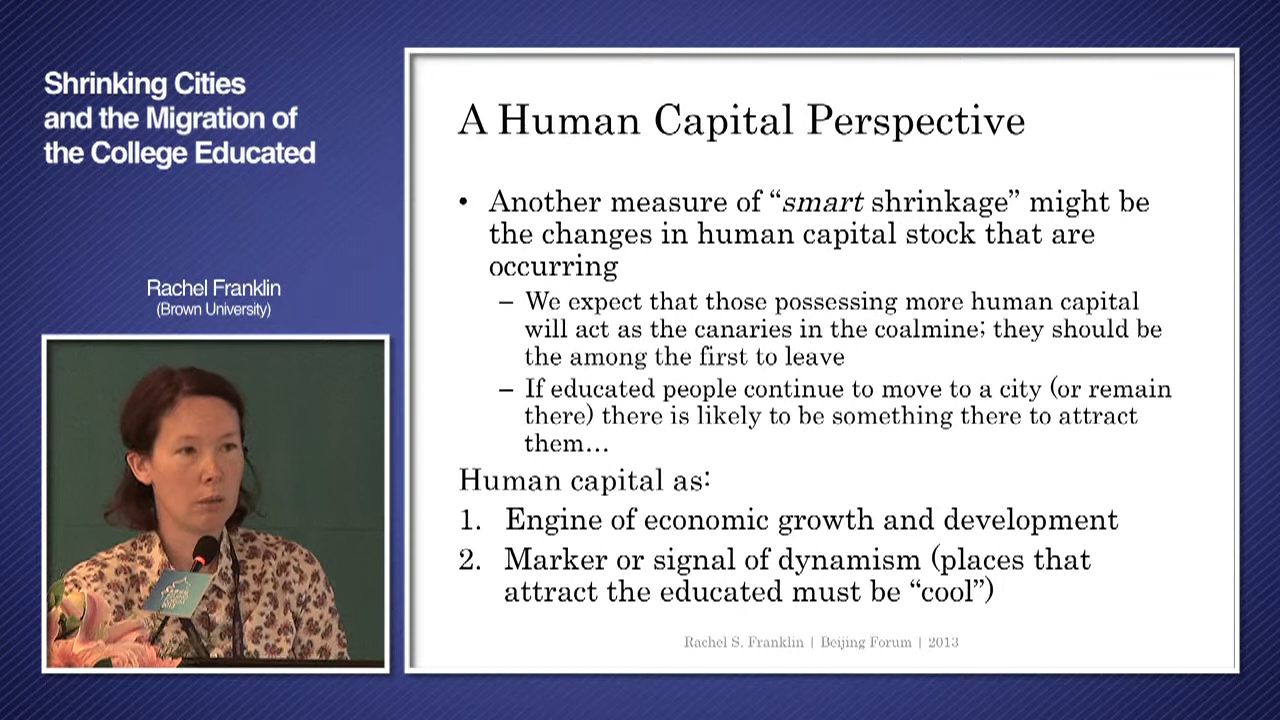 Shrinking Cities
and the Migration of
the College Educated
Rachel Franklin
(Brown University)
A Human Capital Perspective
• Another measure of “smart shrinkage” might be
the changes in human capital stock that are
occurring
– We expect that those possessing more human capital
will act as the canaries in the coalmine; they should be
the among the first to leave
– If educated people continue to move to a city (or remain
there) there is likely to be something there to attract
them…
Human capital as:
1. Engine of economic growth and development
2. Marker or signal of dynamism (places that
attract the educated must be “cool”)
Rachel S. Franklin | Beijing Forum | 2013